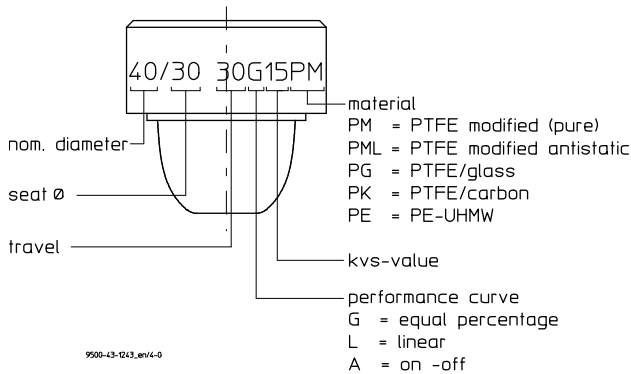 40/30 30G15PM
material
PM = PTFE modified (pure)
nom. diameter
PML = PTFE modified antistatic
PG = PTFE/glass
seat Ø
PK = PTFE/carbon
PE = PE-UHMW
travel
kvs-value
performance curve
G = equal percentage
L = linear
9500-43-1243_en/4-0
A = on -off